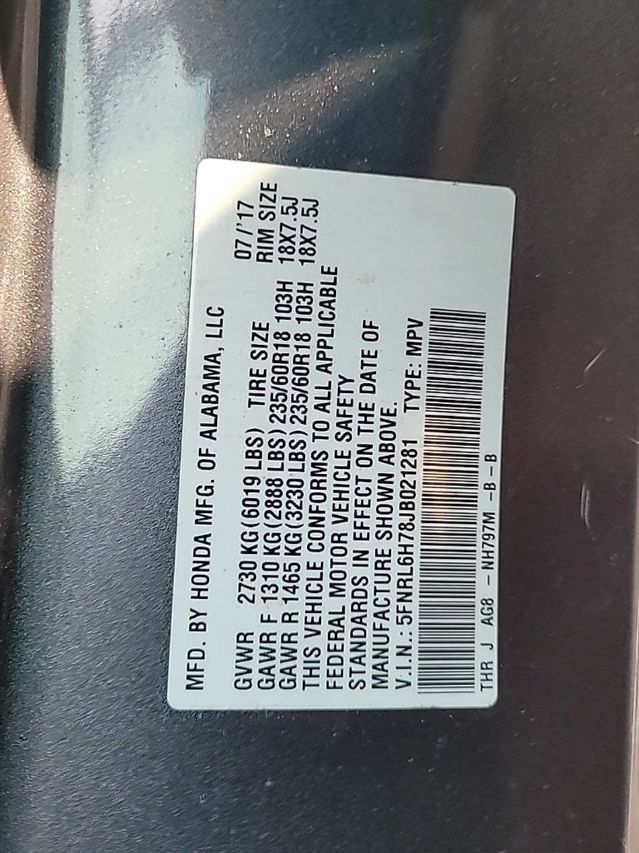 MFD. BY HONDA MFG. OF ALABAMA, LLC
07/'17
GVWR 2730 KG(6019 LBS) TIRE SIZE RIM SIZE
GAWR F 1310 KG(2888 LBS)235/60R18 103H 18X7.5J
GAWR R 1465 KG(3230 LBS)235/60R18 103H 18X7.5J
THIS VEHICLE CONFORMS TO ALL APPLICABLE
FEDERAL MOTOR VEHICLE SAFETY
STANDARDS IN EFFECT ON THE DATE OF
MANUFACTURE SHOWN ABOVE.
V.I.N.: 5FNRL6H78JB021281 TYPE: MPV
THR J AG8 - NH797M -B -B